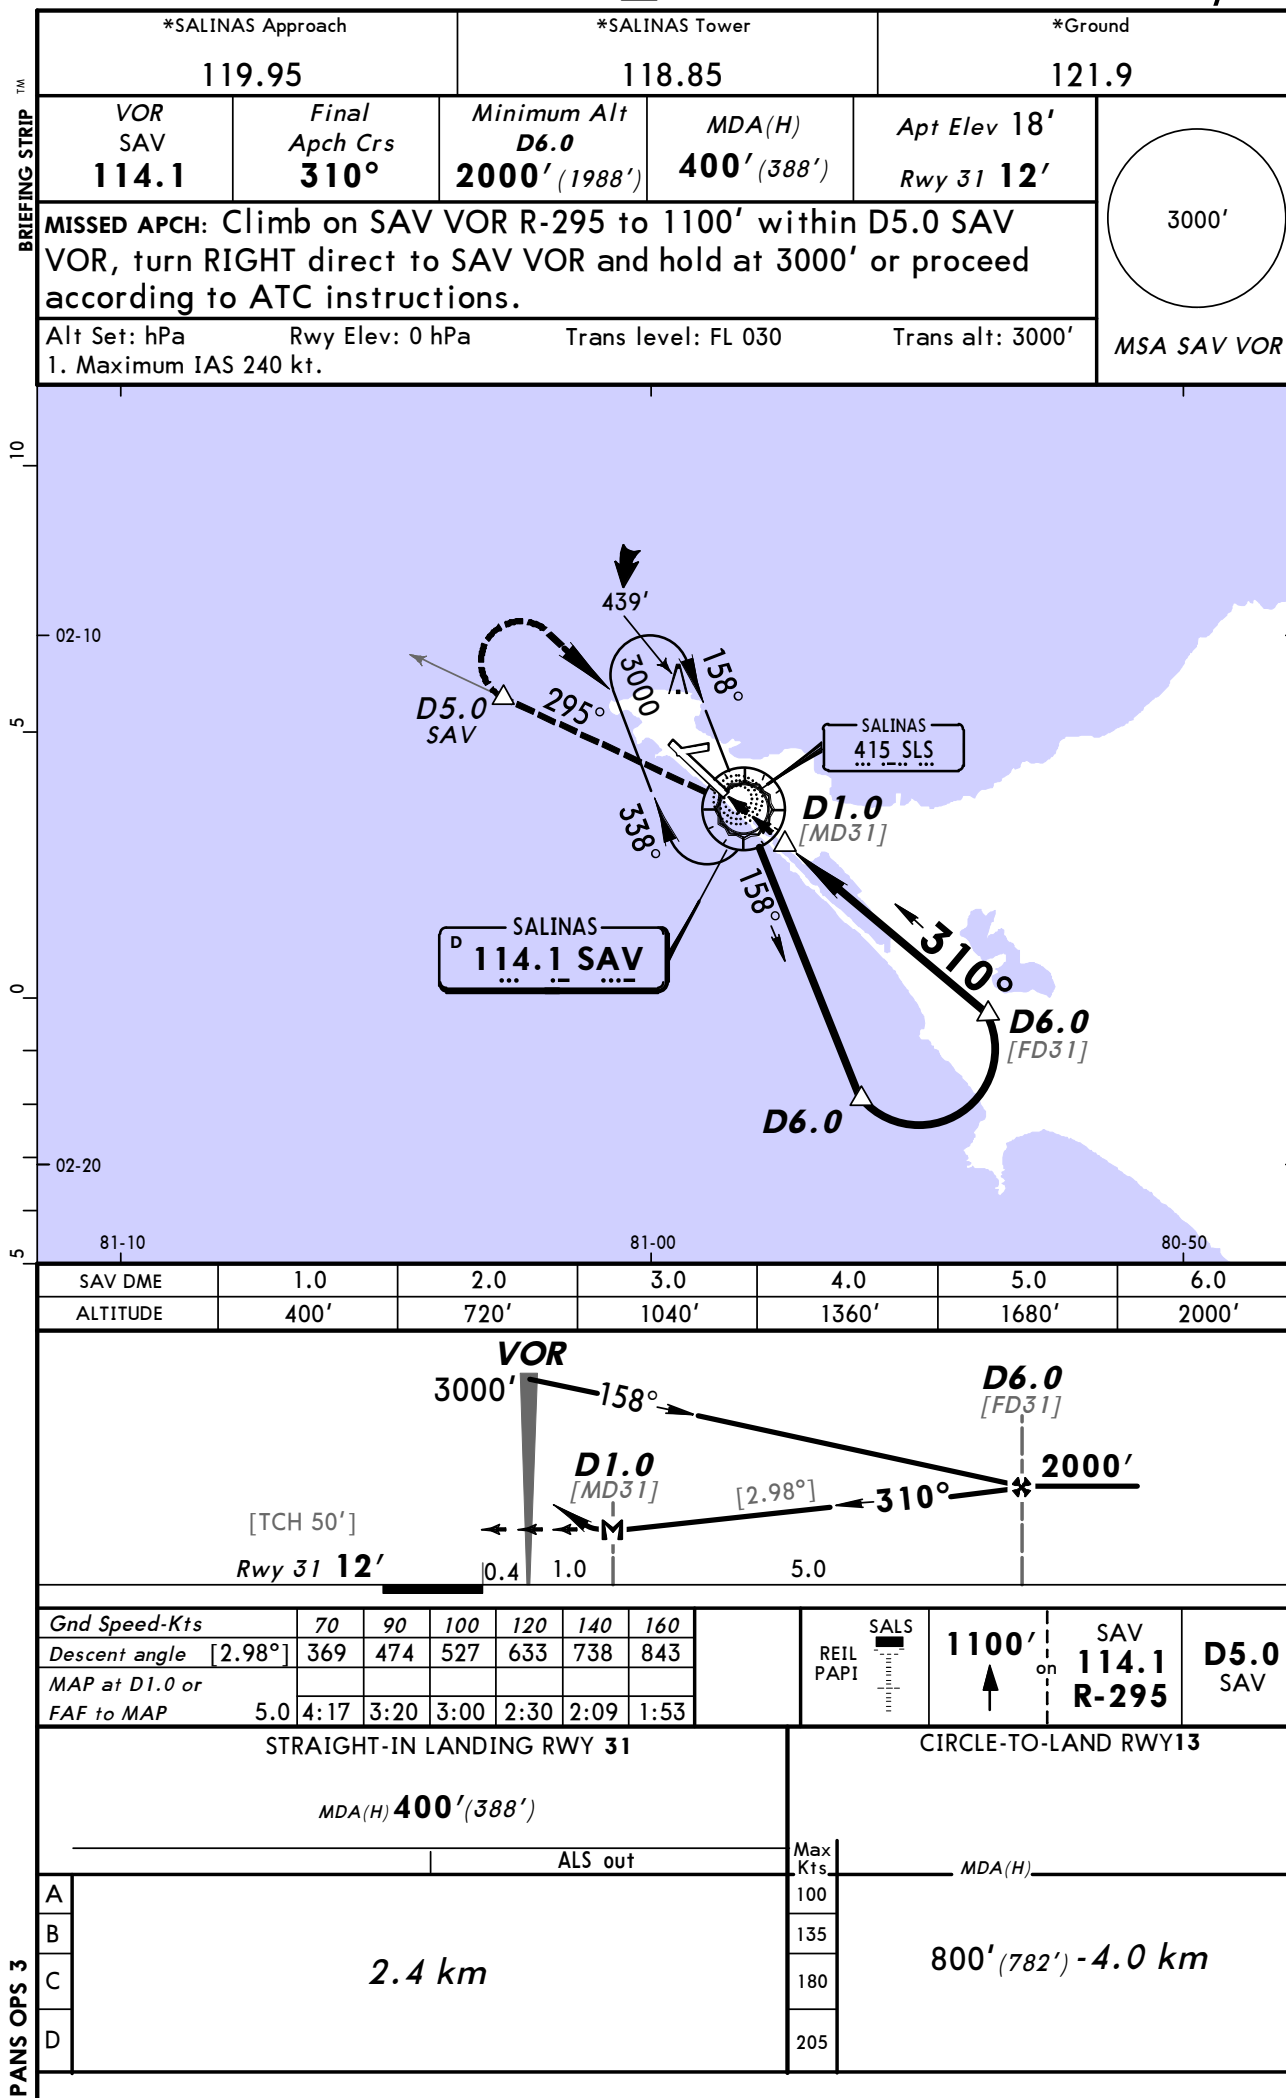 *SALINAS Approach
119.95
*SALINAS Tower
118.85
*Ground
121.9
BRIEFING STRIP TM
VOR
SAV
114.1
Final
Apch Crs
310°
Minimum Alt
D6.0
2000' (1988')
MDA(H)
400' (388')
Apt Elev 18'
Rwy 31 12'
MISSED APCH: Climb on SAV VOR R-295 to 1100' within D5.0 SAV
VOR, turn RIGHT direct to SAV VOR and hold at 3000' or proceed
according to ATC instructions.
Alt Set: hPa Rwy Elev: 0 hPa Trans level: FL 030 Trans alt: 3000'
1. Maximum IAS 240 kt.
3000'
MSA SAV VOR
10
5
0
5
02-10
02-20
81-10
81-00
80-50
439'
3000
158°
295°
D5.0
SAV
SALINAS
415 SLS
D1.0
[MD31]
338°
158°
SALINAS
D 114.1 SAV
310°
D6.0
[FD31]
D6.0
SAV DME 1.0 2.0 3.0 4.0 5.0 6.0
ALTITUDE 400' 720' 1040' 1360' 1680' 2000'
VOR
3000'
158°
D6.0
[FD31]
2000'
D1.0
[MD31]
[2.98°]
310°
[TCH 50']
M
Rwy 31 12'
0.4 1.0 5.0
Gnd Speed-Kts 70 90 100 120 140 160
Descent angle [2.98°] 369 474 527 633 738 843
MAP at D1.0 or
FAF to MAP 5.0 4:17 3:20 3:00 2:30 2:09 1:53
REIL
PAPI
SALS
1100'
on
SAV
114.1
R-295
D5.0
SAV
STRAIGHT-IN LANDING RWY 31
MDA(H) 400' (388')
ALS out
CIRCLE-TO-LAND RWY13
Max
Kts
MDA(H)
A
B
C
D
2.4 km
100
135
180
205
800' (782') - 4.0 km
PANS OPS 3